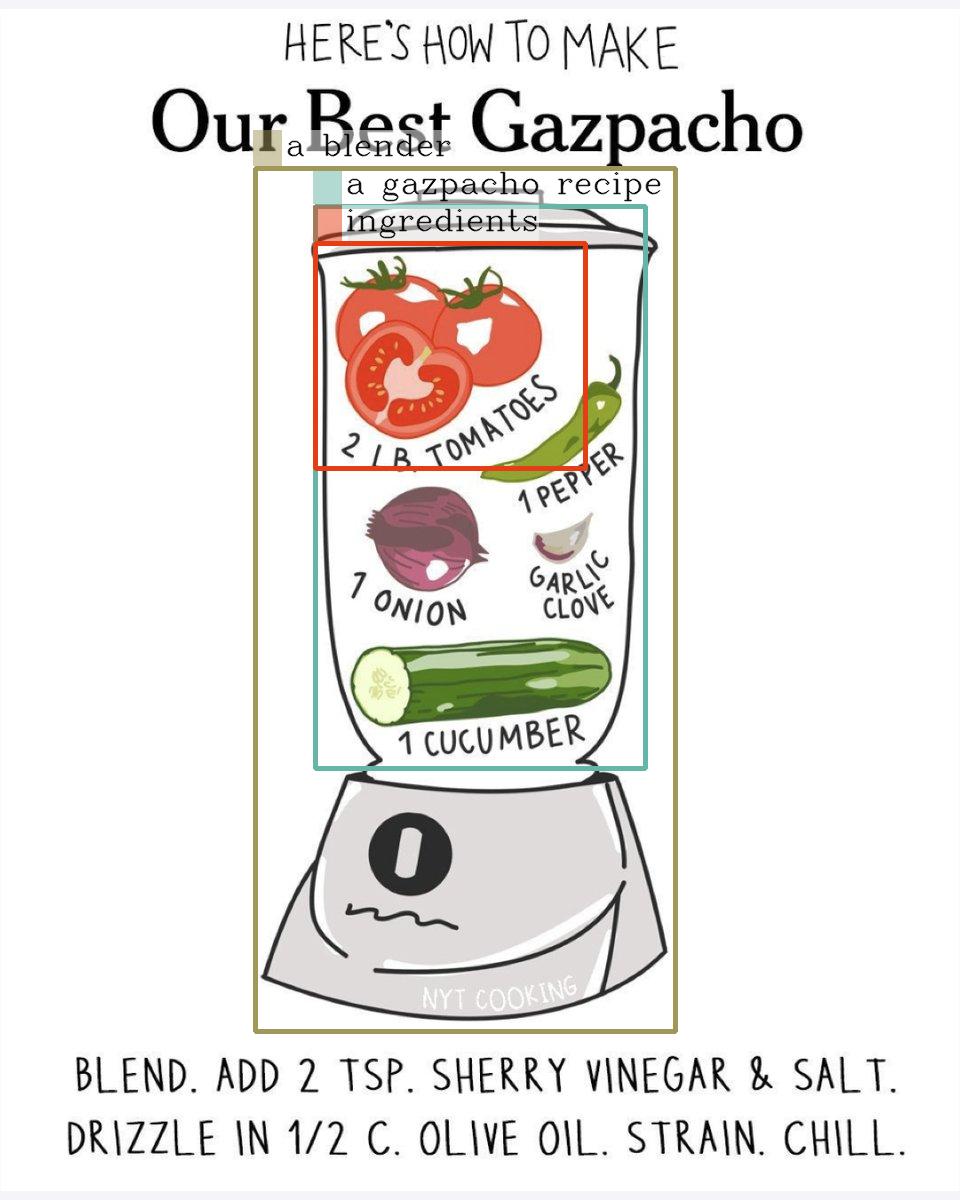 HERE'S HOW TO MAKE
Our Best Gazpacho
a blender
a gazpacho recipe
ingredients
2 LB. TOMATOES
1 PEPPER
1 ONION
GARLIC
CLOVE
1 CUCUMBER
NYT COOKING
BLEND. ADD 2 TSP. SHERRY VINEGAR & SALT.
DRIZZLE IN 1/2 C. OLIVE OIL. STRAIN. CHILL.